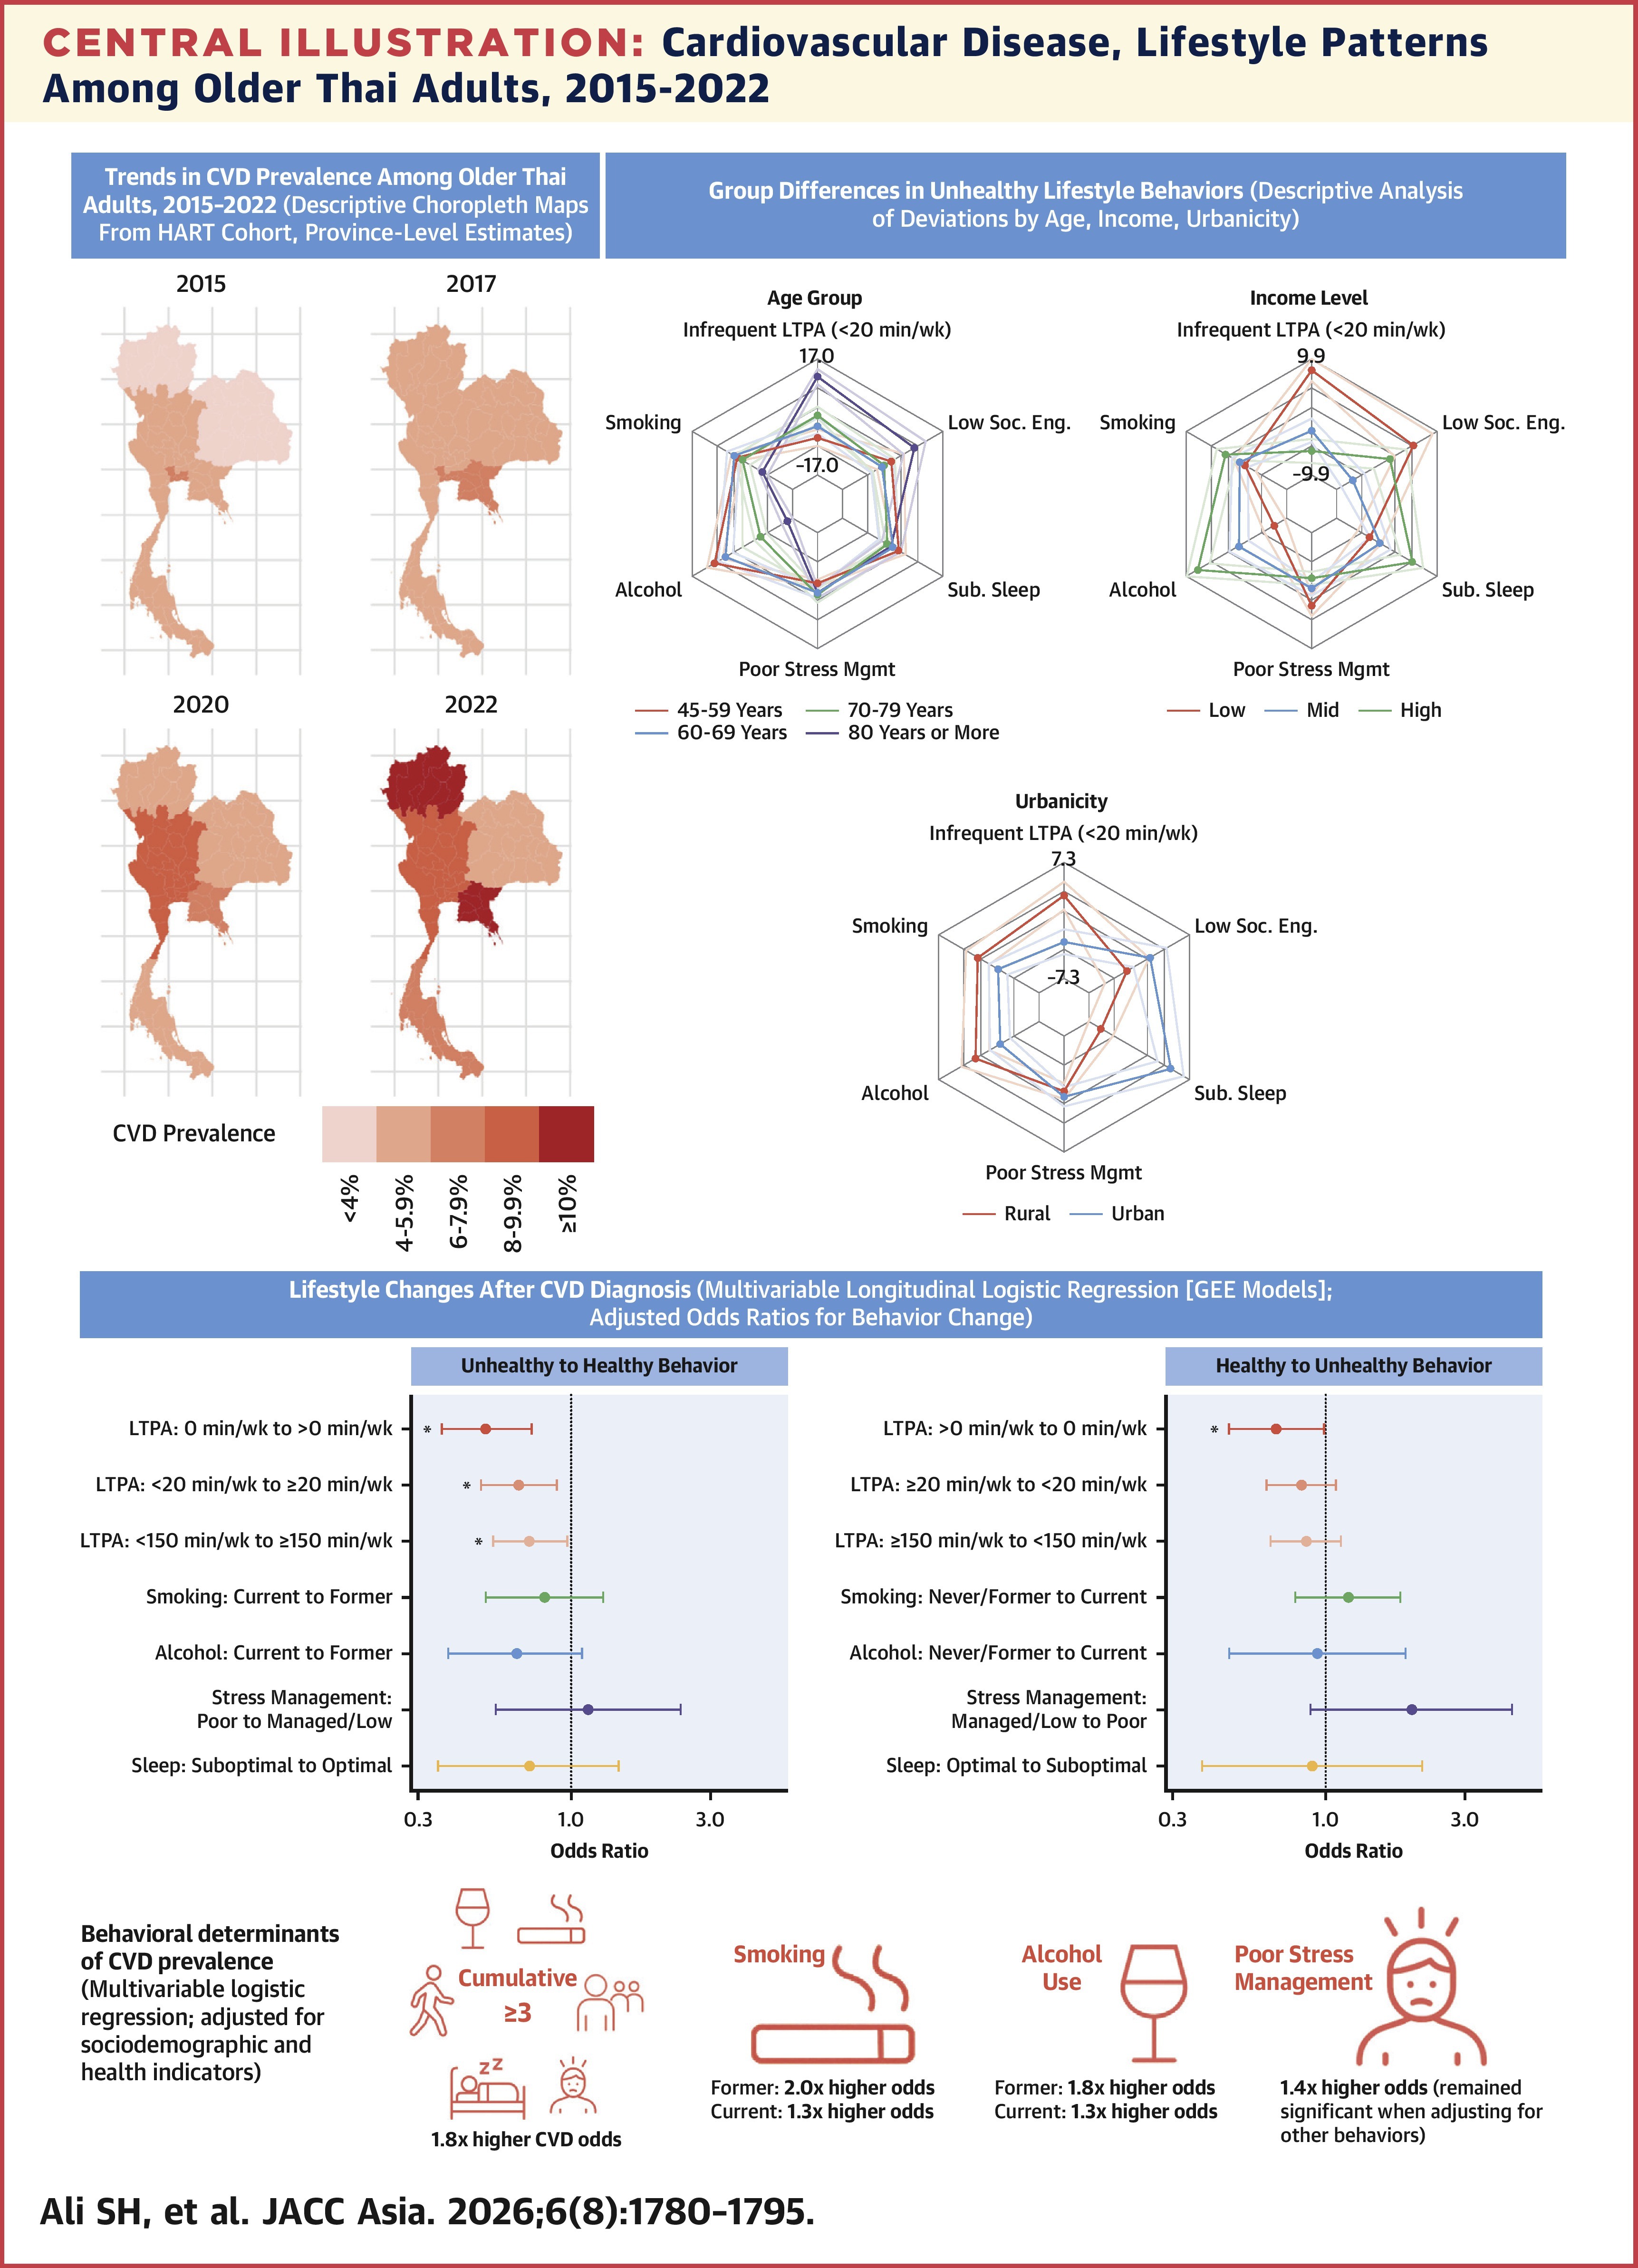 CENTRAL ILLUSTRATION: Cardiovascular Disease, Lifestyle Patterns
Among Older Thai Adults, 2015-2022
Trends in CVD Prevalence Among Older Thai
Adults, 2015–2022 (Descriptive Choropleth Maps
From HART Cohort, Province-Level Estimates)
Group Differences in Unhealthy Lifestyle Behaviors (Descriptive Analysis
of Deviations by Age, Income, Urbanicity)
2015
2017
2020
2022
CVD Prevalence
<4%
4-5.9%
6-7.9%
8-9.9%
≥10%
Age Group
Infrequent LTPA (<20 min/wk)
17.0
Smoking
Low Soc. Eng.
–17.0
Alcohol
Sub. Sleep
Poor Stress Mgmt
45-59 Years
70-79 Years
60-69 Years
80 Years or More
Income Level
Infrequent LTPA (<20 min/wk)
9.9
Smoking
Low Soc. Eng.
–9.9
Alcohol
Sub. Sleep
Poor Stress Mgmt
Low
Mid
High
Urbanicity
Infrequent LTPA (<20 min/wk)
7.3
Smoking
Low Soc. Eng.
–7.3
Alcohol
Sub. Sleep
Poor Stress Mgmt
Rural
Urban
Lifestyle Changes After CVD Diagnosis (Multivariable Longitudinal Logistic Regression [GEE Models];
Adjusted Odds Ratios for Behavior Change)
Unhealthy to Healthy Behavior
LTPA: 0 min/wk to >0 min/wk
*
LTPA: <20 min/wk to ≥20 min/wk
*
LTPA: <150 min/wk to ≥150 min/wk
*
Smoking: Current to Former
Alcohol: Current to Former
Stress Management:
Poor to Managed/Low
Sleep: Suboptimal to Optimal
0.3
1.0
3.0
Odds Ratio
Healthy to Unhealthy Behavior
LTPA: >0 min/wk to 0 min/wk
*
LTPA: ≥20 min/wk to <20 min/wk
LTPA: ≥150 min/wk to <150 min/wk
Smoking: Never/Former to Current
Alcohol: Never/Former to Current
Stress Management:
Managed/Low to Poor
Sleep: Optimal to Suboptimal
0.3
1.0
3.0
Odds Ratio
Behavioral determinants
of CVD prevalence
(Multivariable logistic
regression; adjusted for
sociodemographic and
health indicators)
Cumulative
≥3
zz
1.8x higher CVD odds
Smoking
Former: 2.0x higher odds
Current: 1.3x higher odds
Alcohol
Use
Former: 1.8x higher odds
Current: 1.3x higher odds
Poor Stress
Management
1.4x higher odds (remained
significant when adjusting for
other behaviors)
Ali SH, et al. JACC Asia. 2026;6(8):1780–1795.